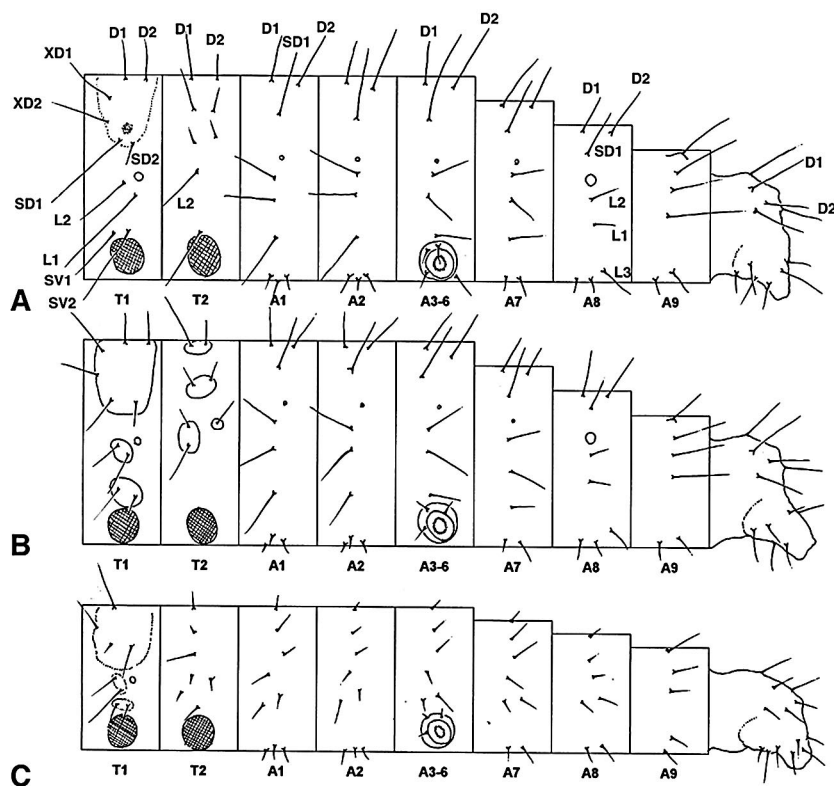 D1 D2 D1 D2 D1 SD1 D2 D1 D2
XD1
XD2
SD2
SD1
L2
L2
L1
SV1
SV2
D1 D2
SD1
L2
L1
L3
D1
D2
A T1 T2 A1 A2 A3-6 A7 A8 A9
B T1 T2 A1 A2 A3-6 A7 A8 A9
C T1 T2 A1 A2 A3-6 A7 A8 A9